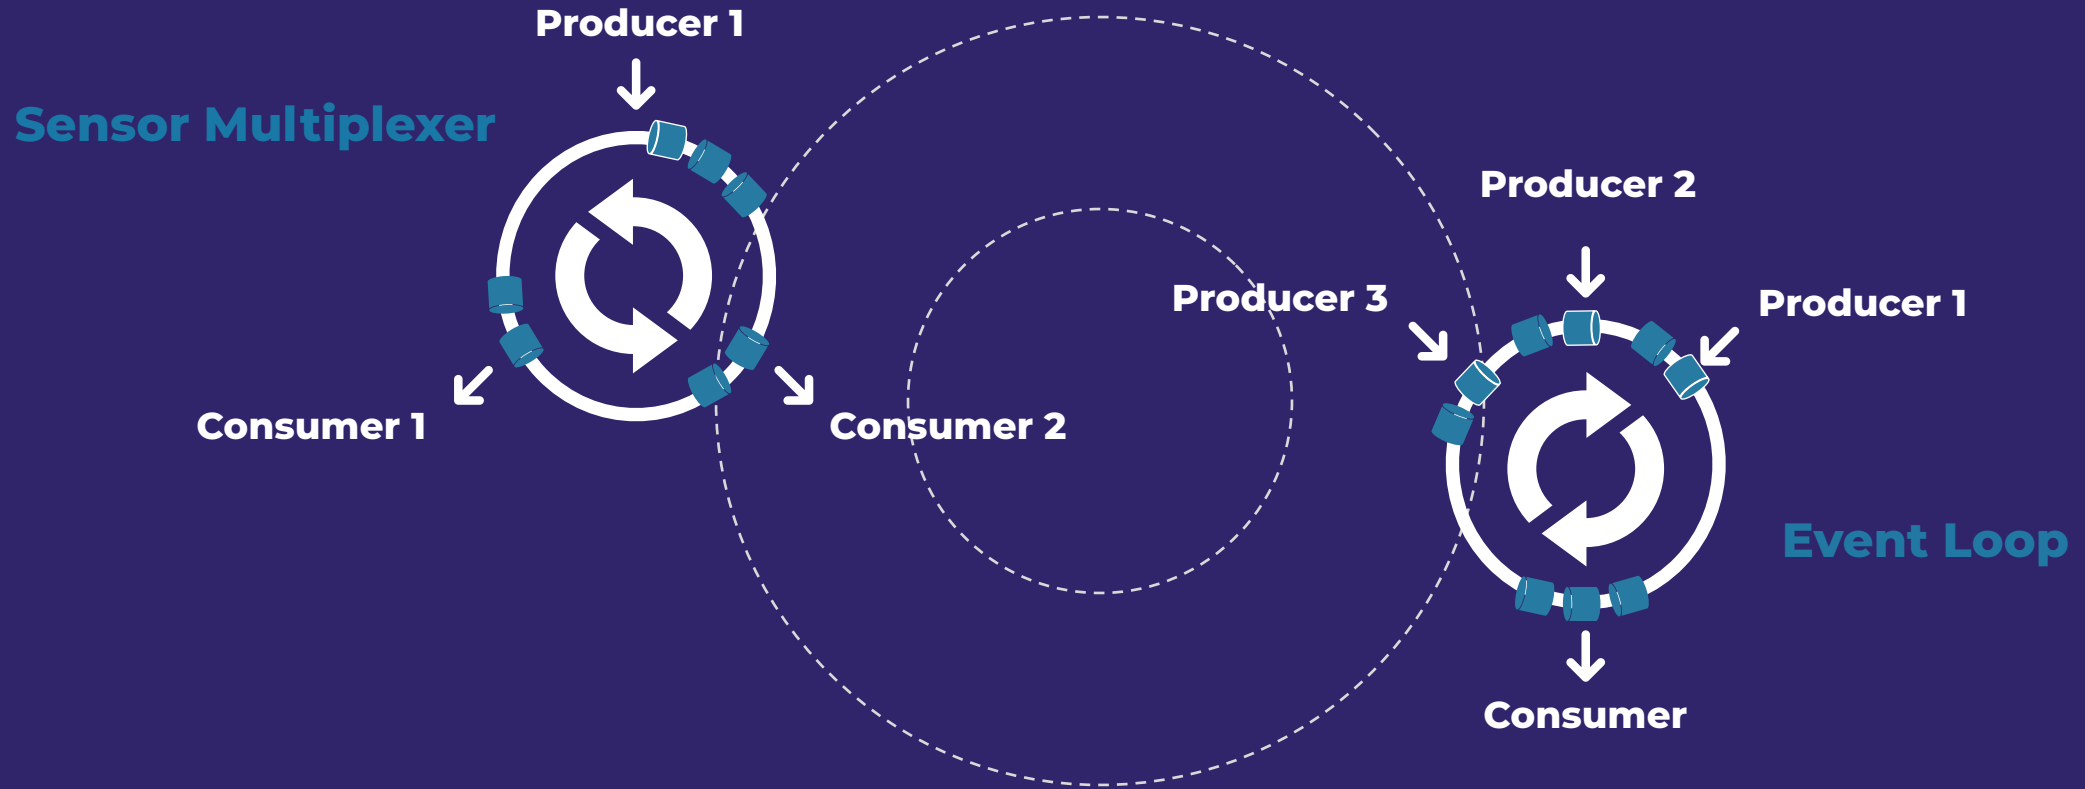 Producer 1
Sensor Multiplexer
Consumer 1
Consumer 2
Producer 2
Producer 3
Producer 1
Event Loop
Consumer